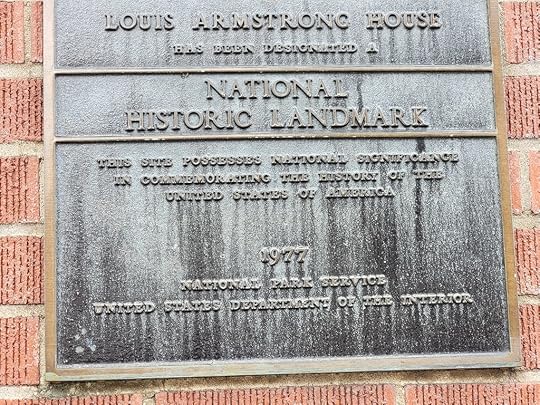 LOUIS ARMSTRONG HOUSE
HAS BEEN DESIGNATED A
NATIONAL
HISTORIC LANDMARK
THIS SITE POSSESSES NATIONAL SIGNIFICANCE
IN COMMEMORATING THE HISTORY OF THE
UNITED STATES OF AMERICA
1977
NATIONAL PARK SERVICE
UNITED STATES DEPARTMENT OF THE INTERIOR